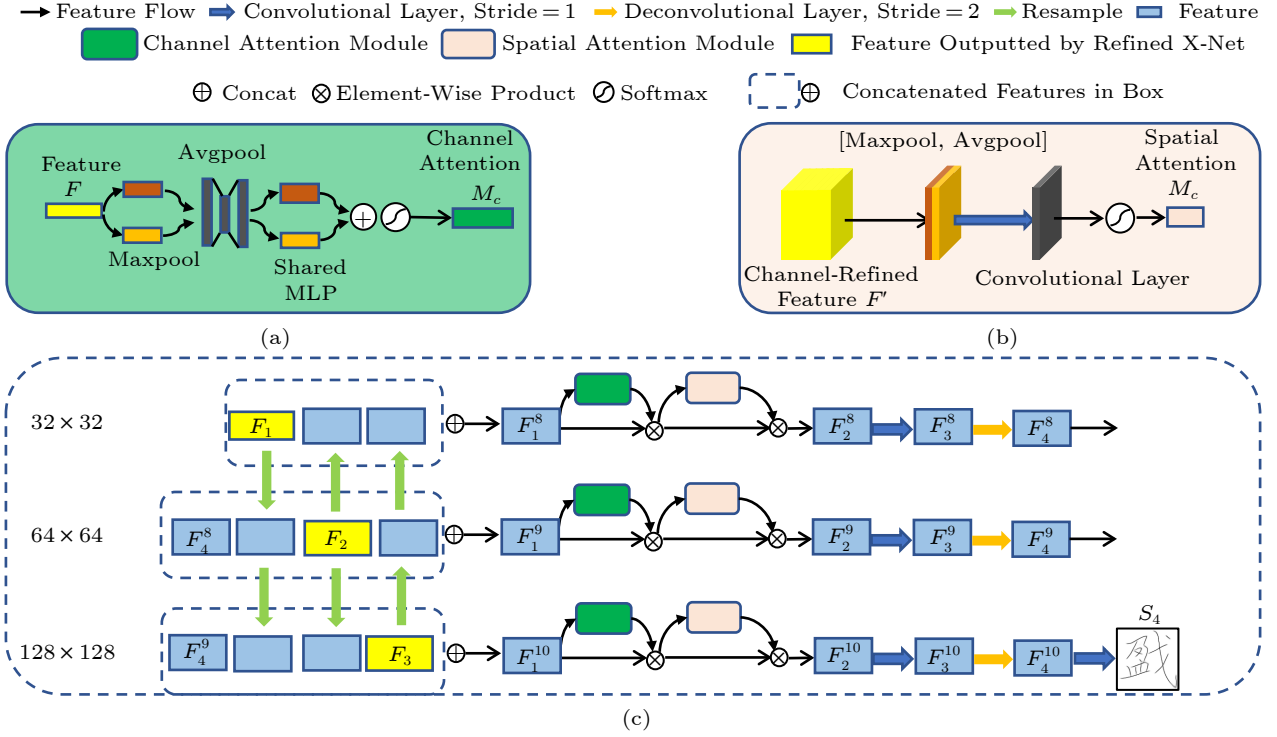 Feature Flow Convolutional Layer, Stride = 1 Deconvolutional Layer, Stride = 2 Resample Feature
Channel Attention Module Spatial Attention Module Feature Outputted by Refined X-Net
Concat Element-Wise Product Softmax Concatenated Features in Box
Feature
F
Avgpool
Maxpool
Shared
MLP
Channel
Attention
M_c
(a)
[Maxpool, Avgpool]
Spatial
Attention
M_c
Channel-Refined
Feature F′
Convolutional Layer
(b)
32 × 32 F_1 F_1^8 F_2^8 F_3^8 F_4^8
64 × 64 F_4^8 F_2 F_1^9 F_2^9 F_3^9 F_4^9
S_4
128 × 128 F_4^9 F_3 F_1^10 F_2^10 F_3^10 F_4^10
(c)